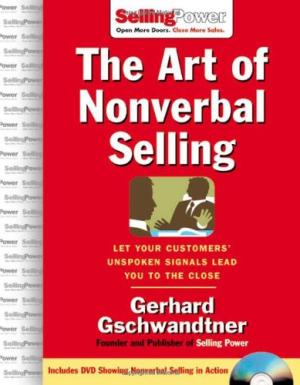 SellingPower
Open More Doors. Close More Sales.
The Art of
Nonverbal
Selling
LET YOUR CUSTOMERS'
UNSPOKEN SIGNALS LEAD
YOU TO THE CLOSE
Gerhard
Gschwandtner
Founder and Publisher of Selling Power
Includes DVD Showing Nonverbal Selling in Action